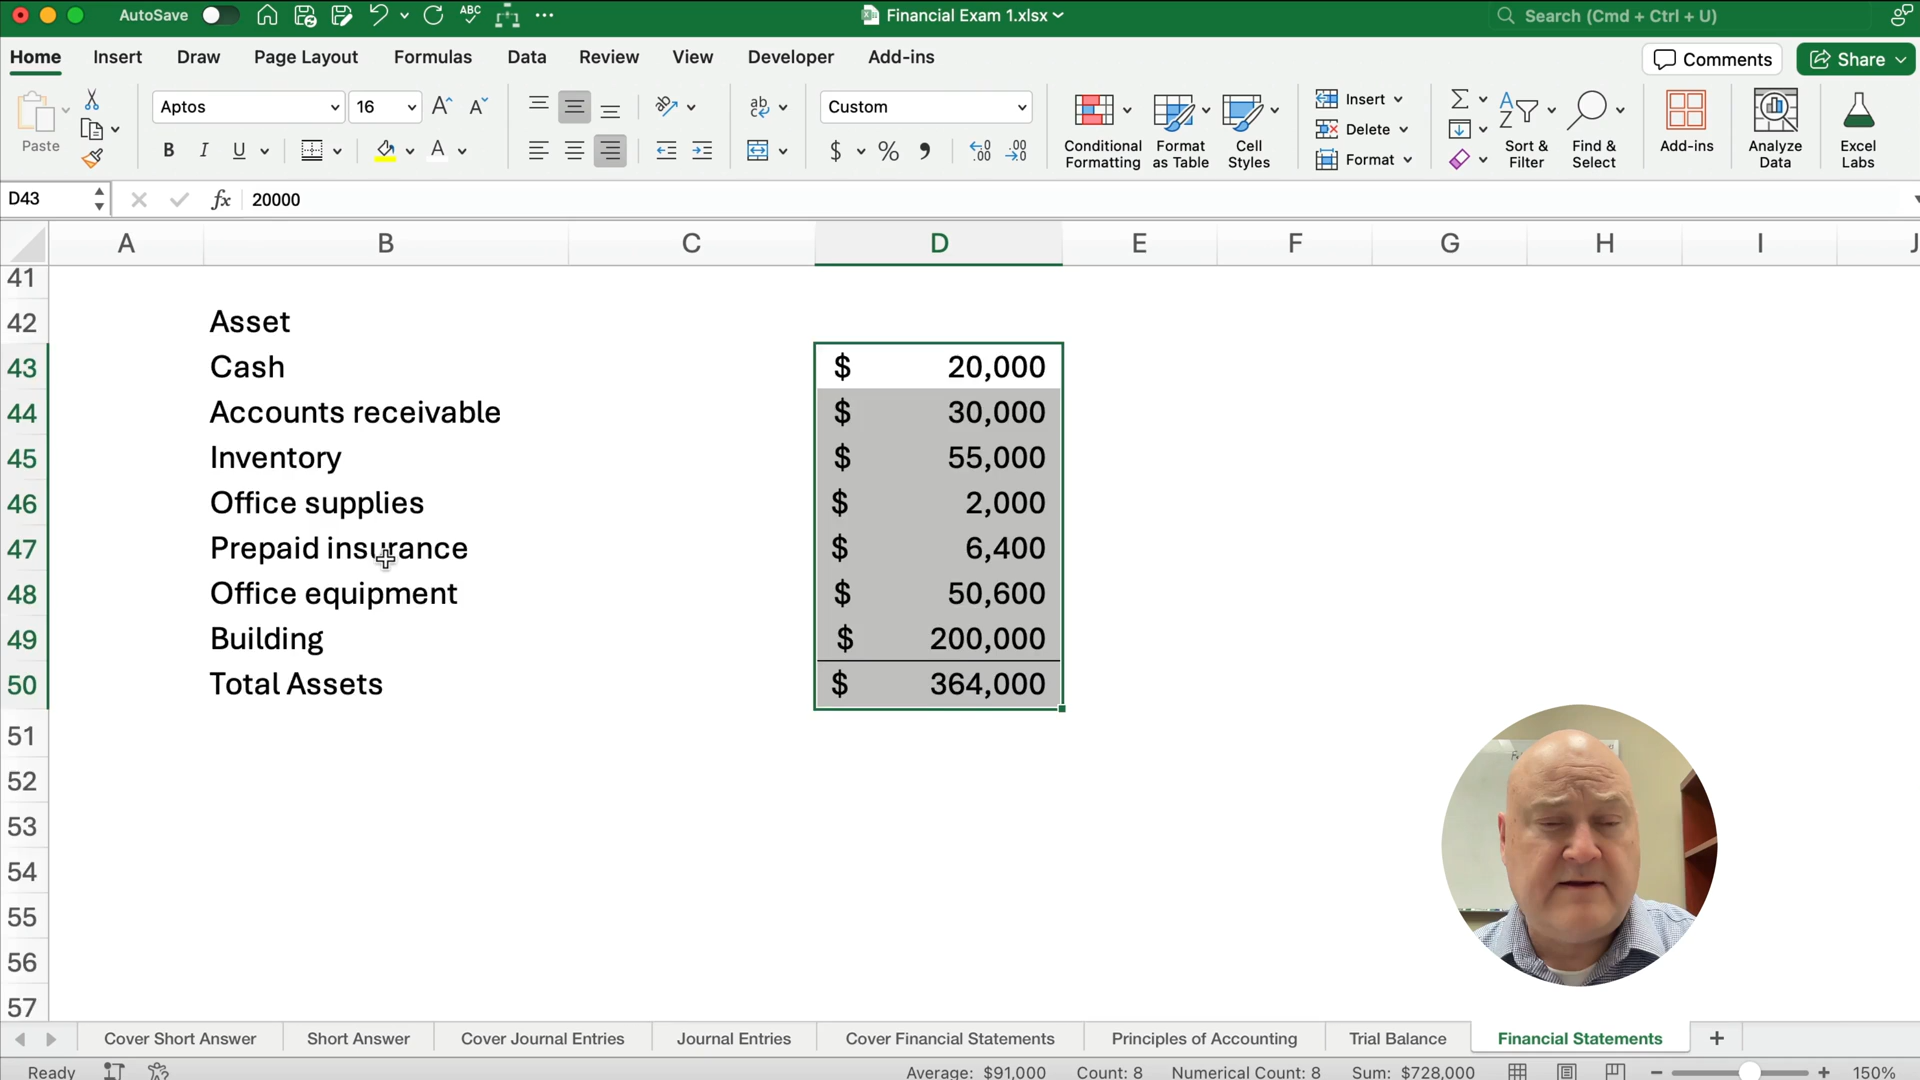 AutoSave
ABC
Financial Exam 1.xlsx
Search (Cmd + Ctrl + U)
Home Insert Draw Page Layout Formulas Data Review View Developer Add-ins
Comments
Share
Paste
Aptos
16
A^ A˅
B I U A
ab
Custom
$ % ,
.00
Conditional Formatting
Format as Table
Cell Styles
Insert
Delete
Format
Sort & Filter
Find & Select
Add-ins
Analyze Data
Excel Labs
D43
fx 20000
A B C D E F G H I J
41
42 Asset
43 Cash $ 20,000
44 Accounts receivable $ 30,000
45 Inventory $ 55,000
46 Office supplies $ 2,000
47 Prepaid insurance $ 6,400
48 Office equipment $ 50,600
49 Building $ 200,000
50 Total Assets $ 364,000
51
52
53
54
55
56
57
Cover Short Answer Short Answer Cover Journal Entries Journal Entries Cover Financial Statements Principles of Accounting Trial Balance Financial Statements +
Ready Average: $91,000 Count: 8 Numerical Count: 8 Sum: $728,000 150%